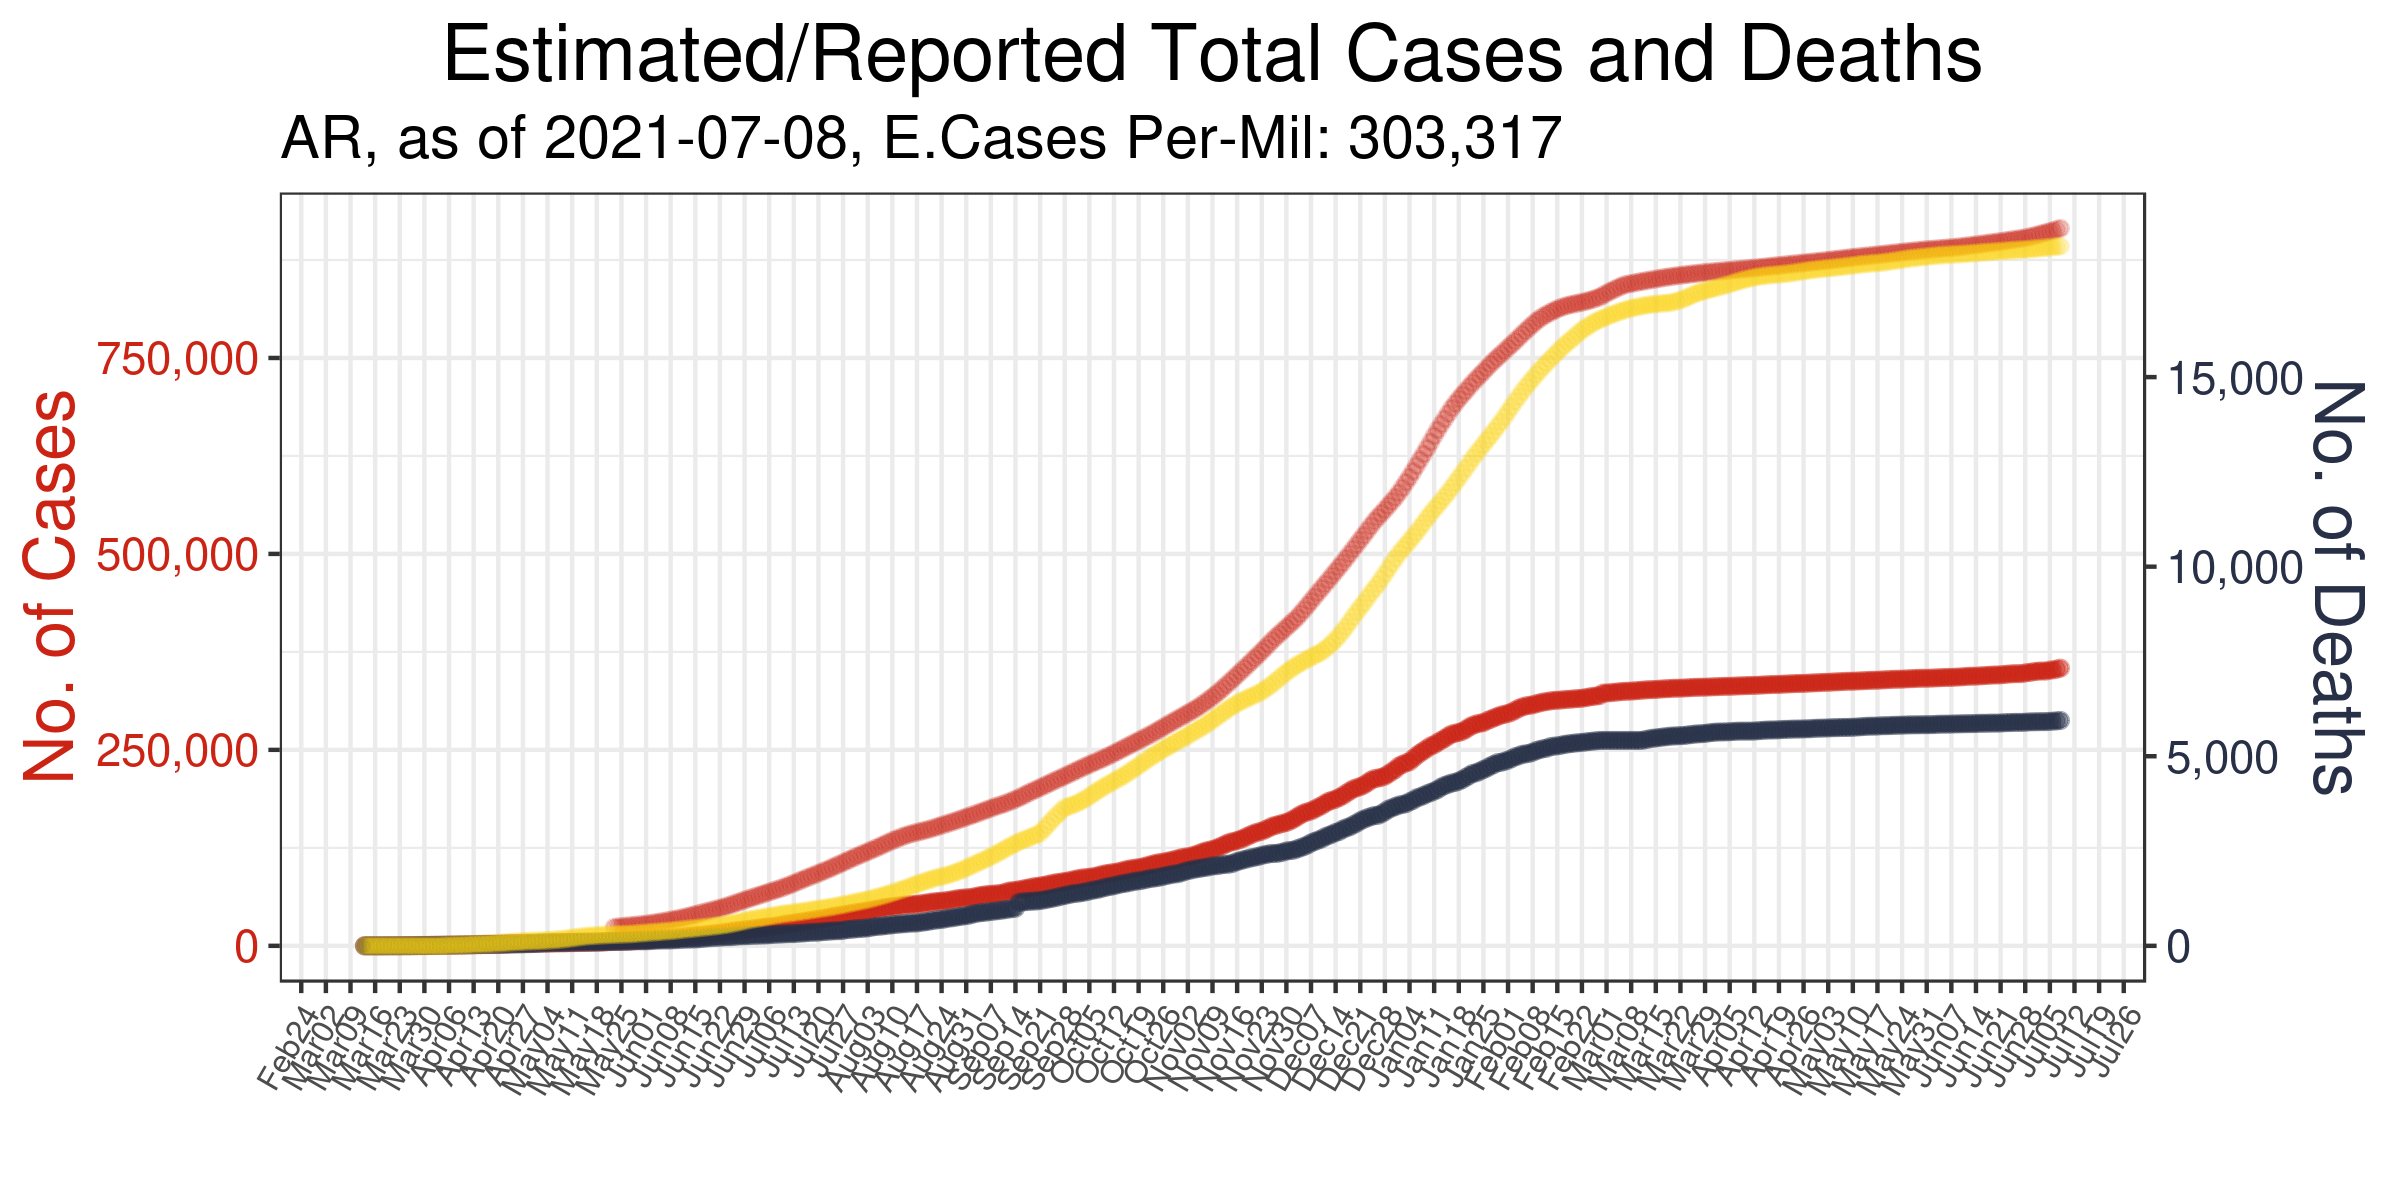 Estimated/Reported Total Cases and Deaths
AR, as of 2021-07-08, E.Cases Per-Mil: 303,317
No. of Cases
750,000
500,000
250,000
0
15,000
10,000
5,000
0
No. of Deaths
Feb24
Mar02
Mar09
Mar16
Mar23
Mar30
Apr06
Apr13
Apr20
Apr27
May04
May11
May18
May25
Jun01
Jun08
Jun15
Jun22
Jun29
Jul06
Jul13
Jul20
Jul27
Aug03
Aug10
Aug17
Aug24
Aug31
Sep07
Sep14
Sep21
Sep28
Oct05
Oct12
Oct19
Oct26
Nov02
Nov09
Nov16
Nov23
Nov30
Dec07
Dec14
Dec21
Dec28
Jan04
Jan11
Jan18
Jan25
Feb01
Feb08
Feb15
Feb22
Mar01
Mar08
Mar15
Mar22
Mar29
Apr05
Apr12
Apr19
Apr26
May03
May10
May17
May24
May31
Jun07
Jun14
Jun21
Jun28
Jul05
Jul12
Jul19
Jul26